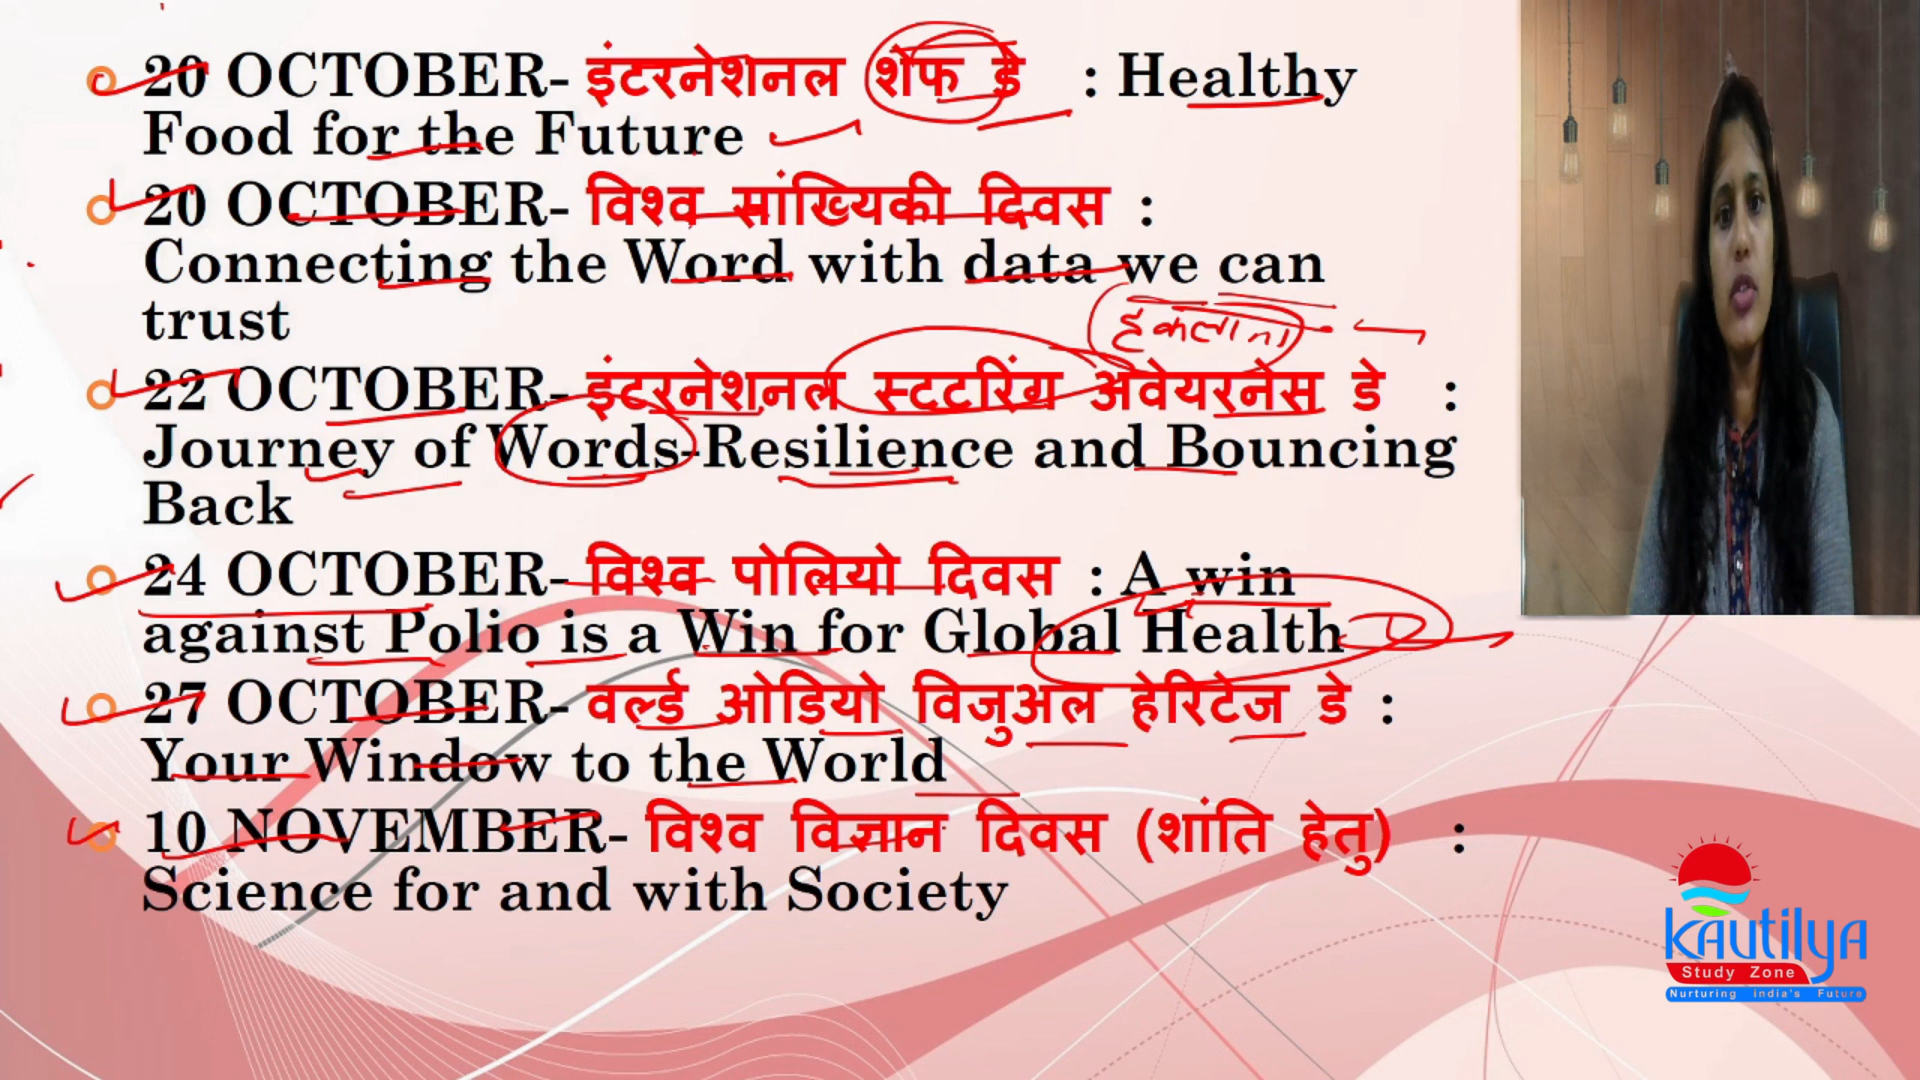 20 OCTOBER- इंटरनेशनल शेफ डे : Healthy
Food for the Future
20 OCTOBER- विश्व सांख्यिकी दिवस :
Connecting the Word with data we can
trust
हकलाना
22 OCTOBER- इंटरनेशनल स्टटरिंग अवेयरनेस डे :
Journey of Words-Resilience and Bouncing
Back
24 OCTOBER- विश्व पोलियो दिवस : A win
against Polio is a Win for Global Health
27 OCTOBER- वर्ल्ड ओडियो विजुअल हेरिटेज डे :
Your Window to the World
10 NOVEMBER- विश्व विज्ञान दिवस (शांति हेतु) :
Science for and with Society
kautilya
Study Zone
Nurturing india's Future